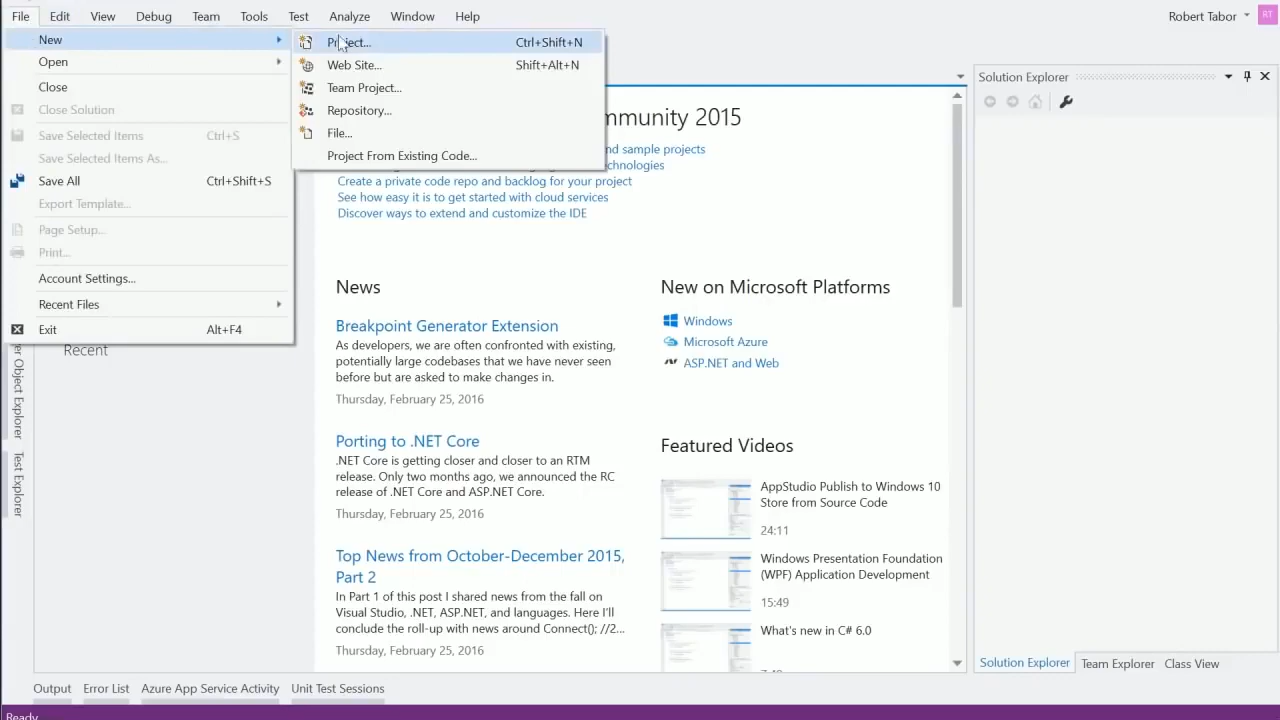 File Edit View Debug Team Tools Test Analyze Window Help
Robert Tabor
RT
New
Open
Close
Close Solution
Save Selected Items Ctrl+S
Save Selected Items As...
Save All Ctrl+Shift+S
Export Template...
Page Setup...
Print...
Account Settings...
Recent Files
Exit Alt+F4
Project... Ctrl+Shift+N
Web Site... Shift+Alt+N
Team Project...
Repository...
File...
Project From Existing Code...
Object Explorer
Test Explorer
Recent
2015
sample projects
Create a private code repo and backlog for your project
See how easy it is to get started with cloud services
Discover ways to extend and customize the IDE
News
Breakpoint Generator Extension
As developers, we are often confronted with existing,
potentially large codebases that we have never seen
before but are asked to make changes in.
Thursday, February 25, 2016
Porting to .NET Core
.NET Core is getting closer and closer to an RTM
release. Only two months ago, we announced the RC
release of .NET Core and ASP.NET Core.
Thursday, February 25, 2016
Top News from October-December 2015,
Part 2
In Part 1 of this post I shared news from the fall on
Visual Studio, .NET, ASP.NET, and languages. Here I'll
conclude the roll-up with news around Connect(); //2...
Thursday, February 25, 2016
New on Microsoft Platforms
Windows
Microsoft Azure
ASP.NET and Web
Featured Videos
AppStudio Publish to Windows 10
Store from Source Code
24:11
Windows Presentation Foundation
(WPF) Application Development
15:49
What's new in C# 6.0
Solution Explorer
Solution Explorer Team Explorer Class View
Output Error List Azure App Service Activity Unit Test Sessions
Ready